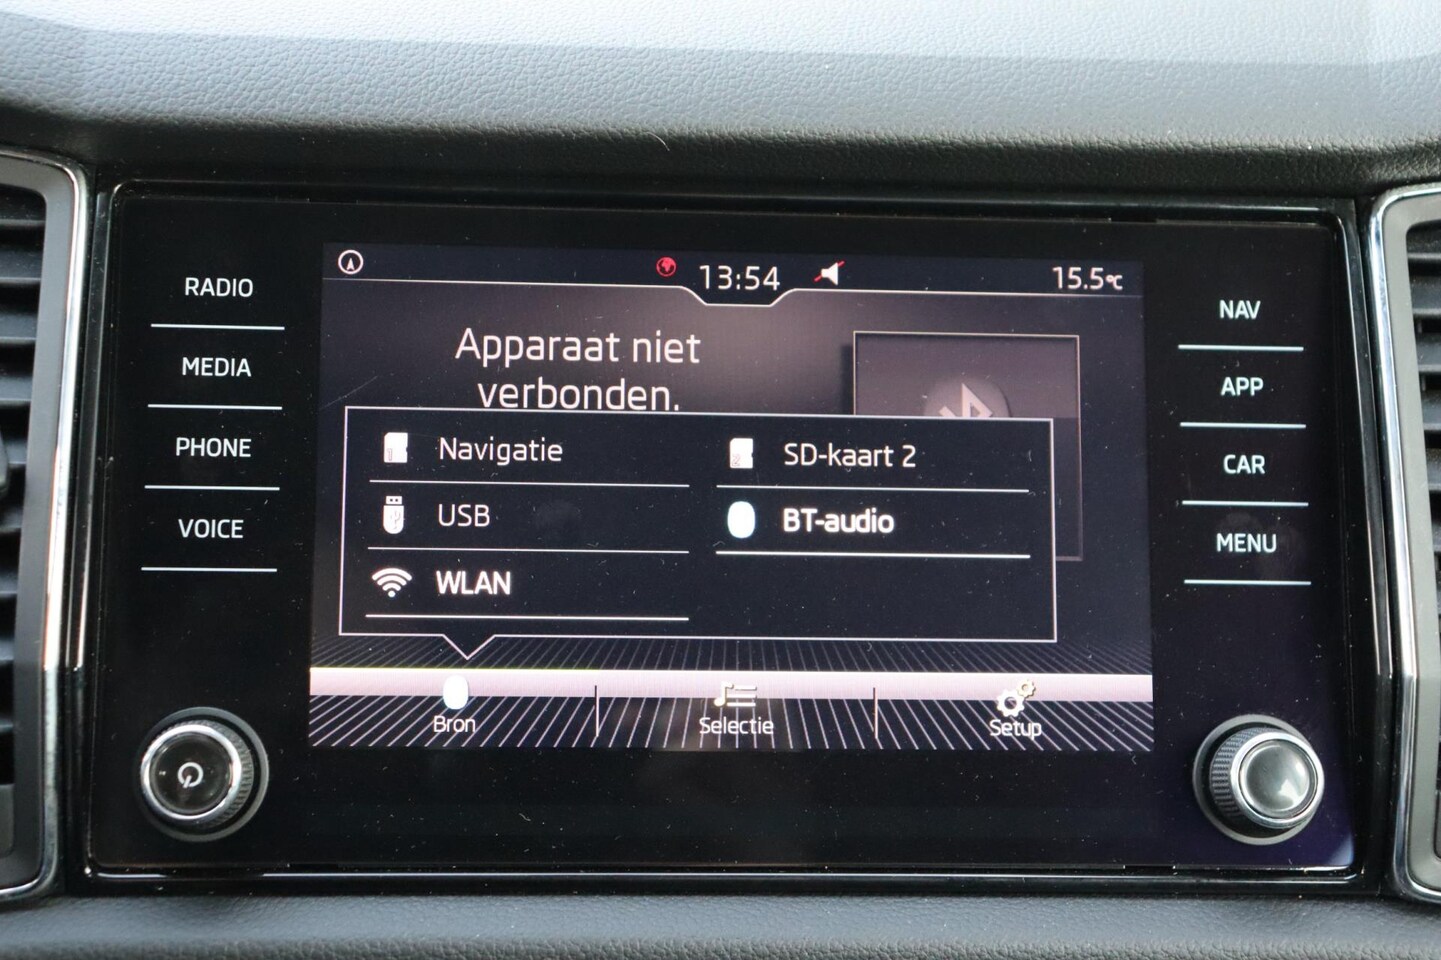 13:54
15.5°C
RADIO
MEDIA
PHONE
VOICE
Apparaat niet
verbonden.
Navigatie
SD-kaart 2
USB
BT-audio
WLAN
Bron
Selectie
Setup
NAV
APP
CAR
MENU